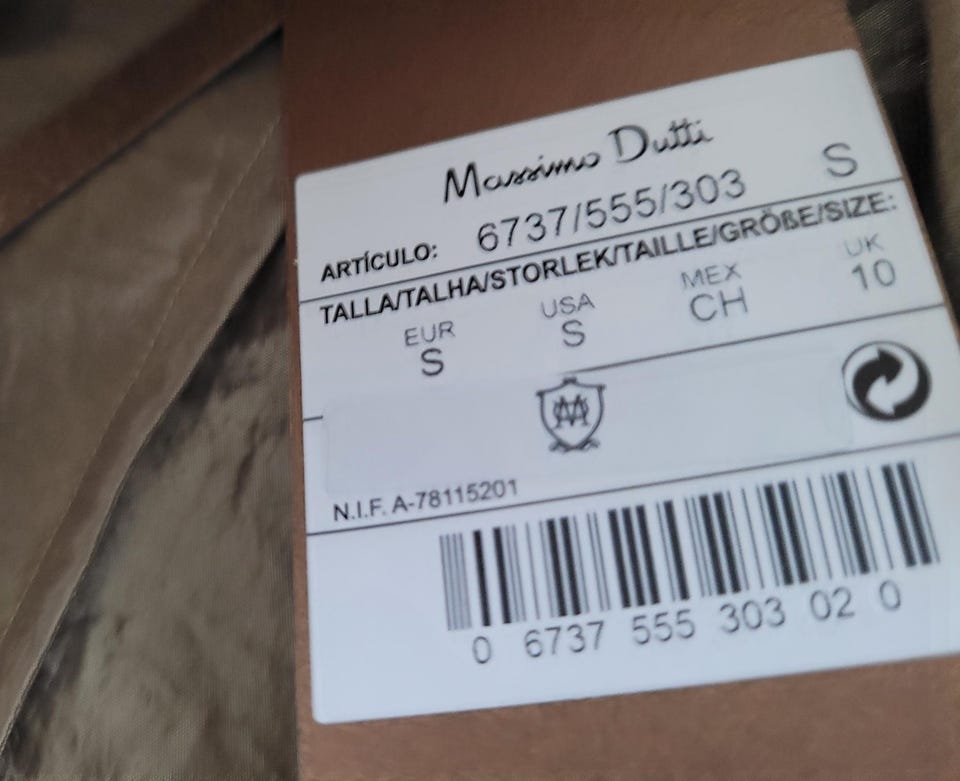 Massimo Dutti
ARTÍCULO: 6737/555/303 S
TALLA/TALHA/STORLEK/TAILLE/GRÖßE/SIZE:
EUR USA MEX UK
S S CH 10
N.I.F. A-78115201
0 6737 555 303 02 0